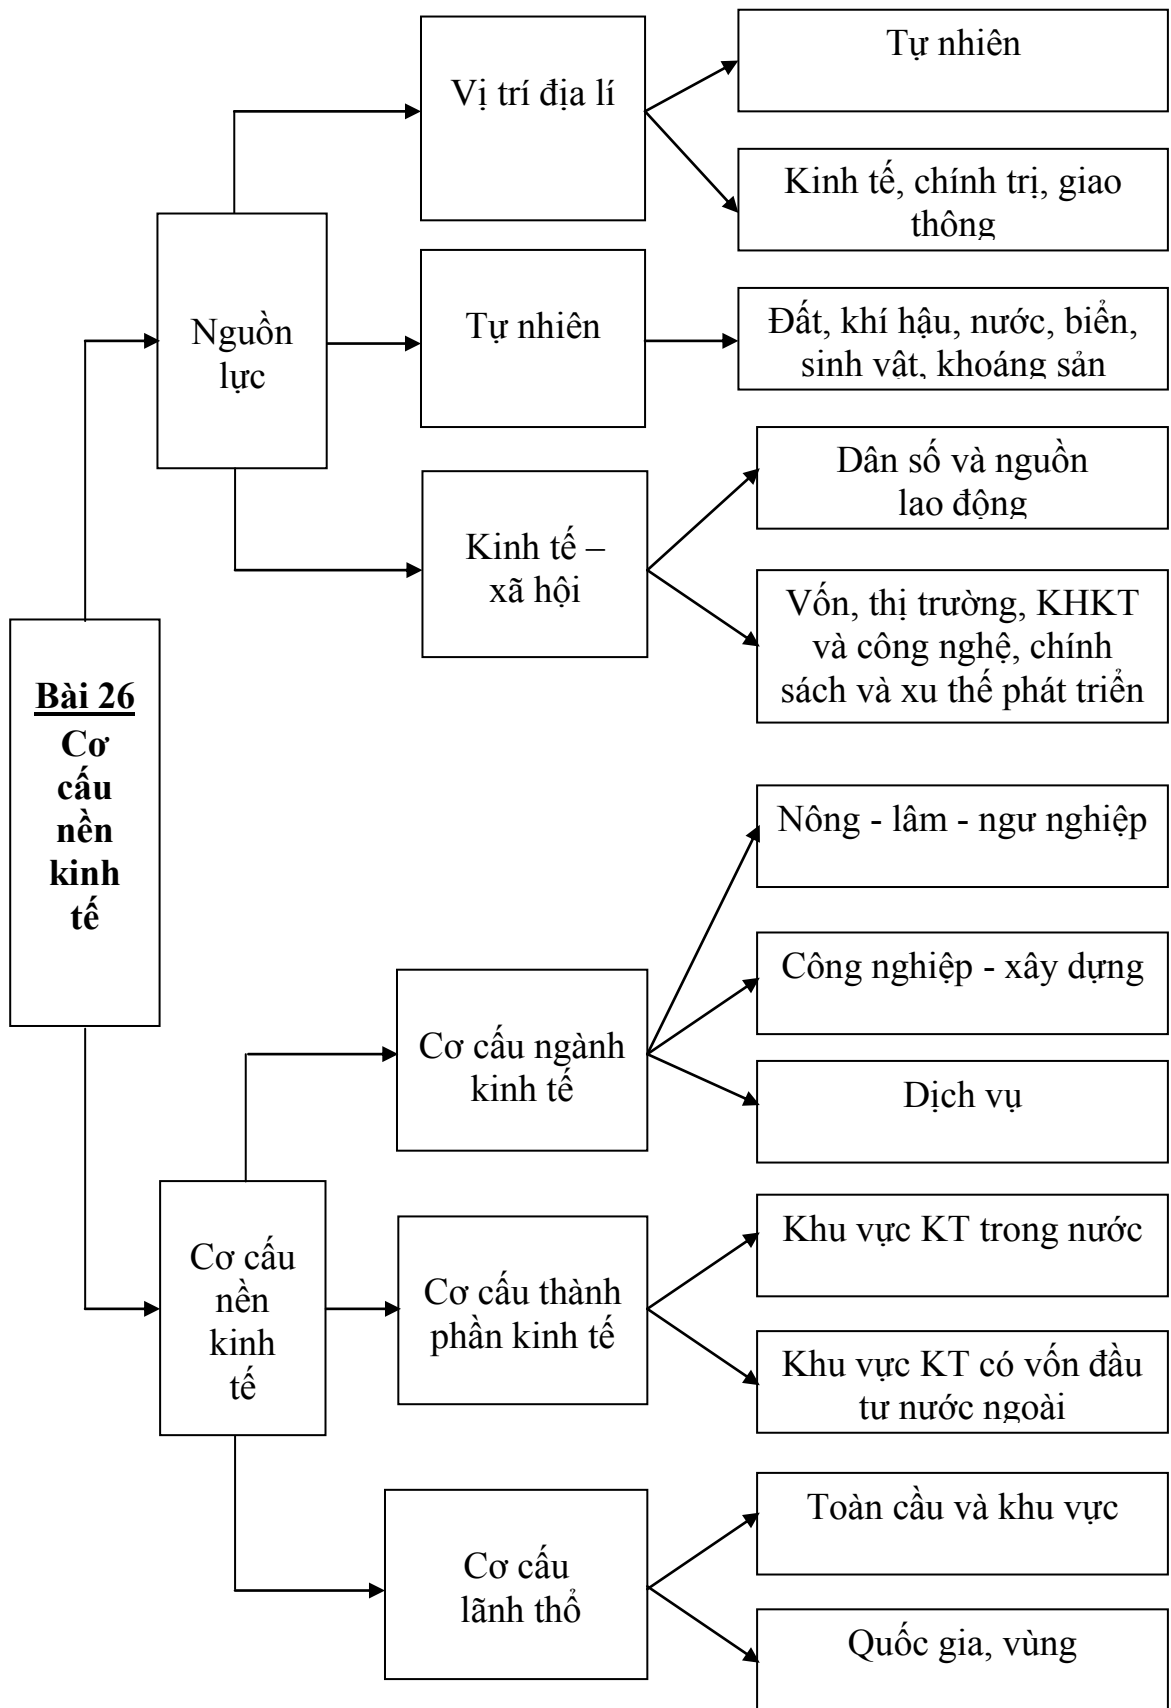 Vị trí địa lí
Tự nhiên
Kinh tế, chính trị, giao
thông
Nguồn
lực
Tự nhiên
Đất, khí hậu, nước, biển,
sinh vật, khoáng sản
Kinh tế –
xã hội
Dân số và nguồn
lao động
Vốn, thị trường, KHKT
và công nghệ, chính
sách và xu thế phát triển
Bài 26
Cơ
cấu
nền
kinh
tế
Cơ cấu ngành
kinh tế
Nông - lâm - ngư nghiệp
Công nghiệp - xây dựng
Dịch vụ
Cơ cấu
nền
kinh
tế
Cơ cấu thành
phần kinh tế
Khu vực KT trong nước
Khu vực KT có vốn đầu
tư nước ngoài
Cơ cấu
lãnh thổ
Toàn cầu và khu vực
Quốc gia, vùng